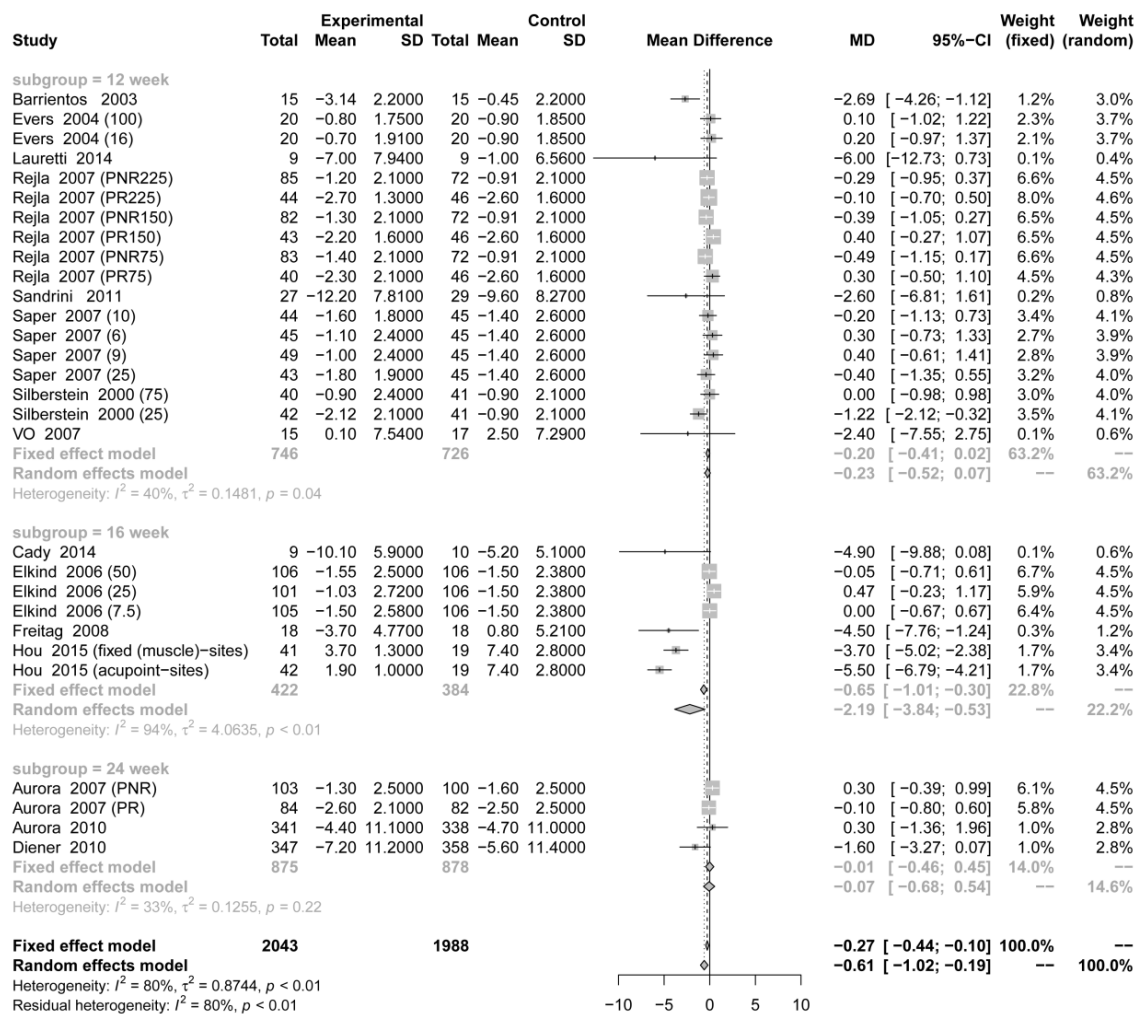 Experimental Control Weight Weight
Study Total Mean SD Total Mean SD Mean Difference MD 95%−CI (fixed) (random)
subgroup = 12 week
Barrientos 2003 15 −3.14 2.2000 15 −0.45 2.2000 −2.69 [ −4.26; −1.12] 1.2% 3.0%
Evers 2004 (100) 20 −0.80 1.7500 20 −0.90 1.8500 0.10 [ −1.02; 1.22] 2.3% 3.7%
Evers 2004 (16) 20 −0.70 1.9100 20 −0.90 1.8500 0.20 [ −0.97; 1.37] 2.1% 3.7%
Lauretti 2014 9 −7.00 7.9400 9 −1.00 6.5600 −6.00 [ −12.73; 0.73] 0.1% 0.4%
Rejla 2007 (PNR225) 85 −1.20 2.1000 72 −0.91 2.1000 −0.29 [ −0.95; 0.37] 6.6% 4.5%
Rejla 2007 (PR225) 44 −2.70 1.3000 46 −2.60 1.6000 −0.10 [ −0.70; 0.50] 8.0% 4.6%
Rejla 2007 (PNR150) 82 −1.30 2.1000 72 −0.91 2.1000 −0.39 [ −1.05; 0.27] 6.5% 4.5%
Rejla 2007 (PR150) 43 −2.20 1.6000 46 −2.60 1.6000 0.40 [ −0.27; 1.07] 6.5% 4.5%
Rejla 2007 (PNR75) 83 −1.40 2.1000 72 −0.91 2.1000 −0.49 [ −1.15; 0.17] 6.6% 4.5%
Rejla 2007 (PR75) 40 −2.30 2.1000 46 −2.60 1.6000 0.30 [ −0.50; 1.10] 4.5% 4.3%
Sandrini 2011 27 −12.20 7.8100 29 −9.60 8.2700 −2.60 [ −6.81; 1.61] 0.2% 0.8%
Saper 2007 (10) 44 −1.60 1.8000 45 −1.40 2.6000 −0.20 [ −1.13; 0.73] 3.4% 4.1%
Saper 2007 (6) 45 −1.10 2.4000 45 −1.40 2.6000 0.30 [ −0.73; 1.33] 2.7% 3.9%
Saper 2007 (9) 49 −1.00 2.4000 45 −1.40 2.6000 0.40 [ −0.61; 1.41] 2.8% 3.9%
Saper 2007 (25) 43 −1.80 1.9000 45 −1.40 2.6000 −0.40 [ −1.35; 0.55] 3.2% 4.0%
Silberstein 2000 (75) 40 −0.90 2.4000 41 −0.90 2.1000 0.00 [ −0.98; 0.98] 3.0% 4.0%
Silberstein 2000 (25) 42 −2.12 2.1000 41 −0.90 2.1000 −1.22 [ −2.12; −0.32] 3.5% 4.1%
VO 2007 15 0.10 7.5400 17 2.50 7.2900 −2.40 [ −7.55; 2.75] 0.1% 0.6%
Fixed effect model 746 726 −0.20 [ −0.41; 0.02] 63.2% −−
Random effects model −0.23 [ −0.52; 0.07] −− 63.2%
Heterogeneity: I² = 40%, τ² = 0.1481, p = 0.04
subgroup = 16 week
Cady 2014 9 −10.10 5.9000 10 −5.20 5.1000 −4.90 [ −9.88; 0.08] 0.1% 0.6%
Elkind 2006 (50) 106 −1.55 2.5000 106 −1.50 2.3800 −0.05 [ −0.71; 0.61] 6.7% 4.5%
Elkind 2006 (25) 101 −1.03 2.7200 106 −1.50 2.3800 0.47 [ −0.23; 1.17] 5.9% 4.5%
Elkind 2006 (7.5) 105 −1.50 2.5800 106 −1.50 2.3800 0.00 [ −0.67; 0.67] 6.4% 4.5%
Freitag 2008 18 −3.70 4.7700 18 0.80 5.2100 −4.50 [ −7.76; −1.24] 0.3% 1.2%
Hou 2015 (fixed (muscle)−sites) 41 3.70 1.3000 19 7.40 2.8000 −3.70 [ −5.02; −2.38] 1.7% 3.4%
Hou 2015 (acupoint−sites) 42 1.90 1.0000 19 7.40 2.8000 −5.50 [ −6.79; −4.21] 1.7% 3.4%
Fixed effect model 422 384 −0.65 [ −1.01; −0.30] 22.8% −−
Random effects model −2.19 [ −3.84; −0.53] −− 22.2%
Heterogeneity: I² = 94%, τ² = 4.0635, p < 0.01
subgroup = 24 week
Aurora 2007 (PNR) 103 −1.30 2.5000 100 −1.60 2.5000 0.30 [ −0.39; 0.99] 6.1% 4.5%
Aurora 2007 (PR) 84 −2.60 2.1000 82 −2.50 2.5000 −0.10 [ −0.80; 0.60] 5.8% 4.5%
Aurora 2010 341 −4.40 11.1000 338 −4.70 11.0000 0.30 [ −1.36; 1.96] 1.0% 2.8%
Diener 2010 347 −7.20 11.2000 358 −5.60 11.4000 −1.60 [ −3.27; 0.07] 1.0% 2.8%
Fixed effect model 875 878 −0.01 [ −0.46; 0.45] 14.0% −−
Random effects model −0.07 [ −0.68; 0.54] −− 14.6%
Heterogeneity: I² = 33%, τ² = 0.1255, p = 0.22
Fixed effect model 2043 1988 −0.27 [ −0.44; −0.10] 100.0% −−
Random effects model −0.61 [ −1.02; −0.19] −− 100.0%
Heterogeneity: I² = 80%, τ² = 0.8744, p < 0.01
Residual heterogeneity: I² = 80%, p < 0.01
−10 −5 0 5 10